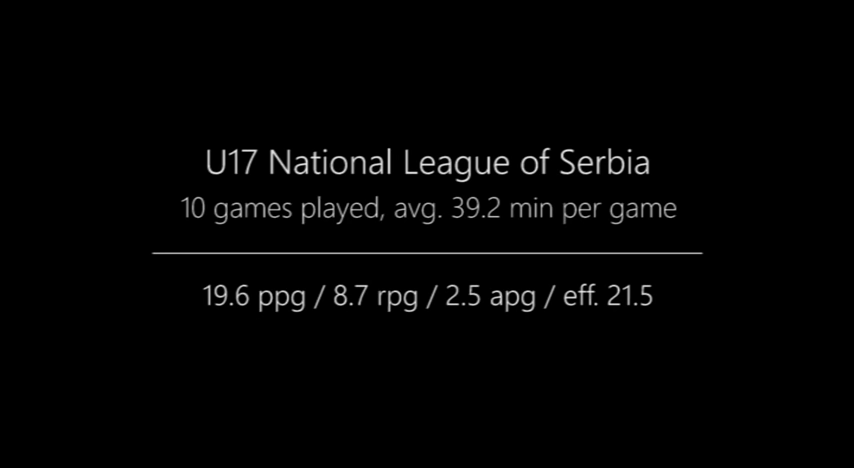 U17 National League of Serbia
10 games played, avg. 39.2 min per game
19.6 ppg / 8.7 rpg / 2.5 apg / eff. 21.5